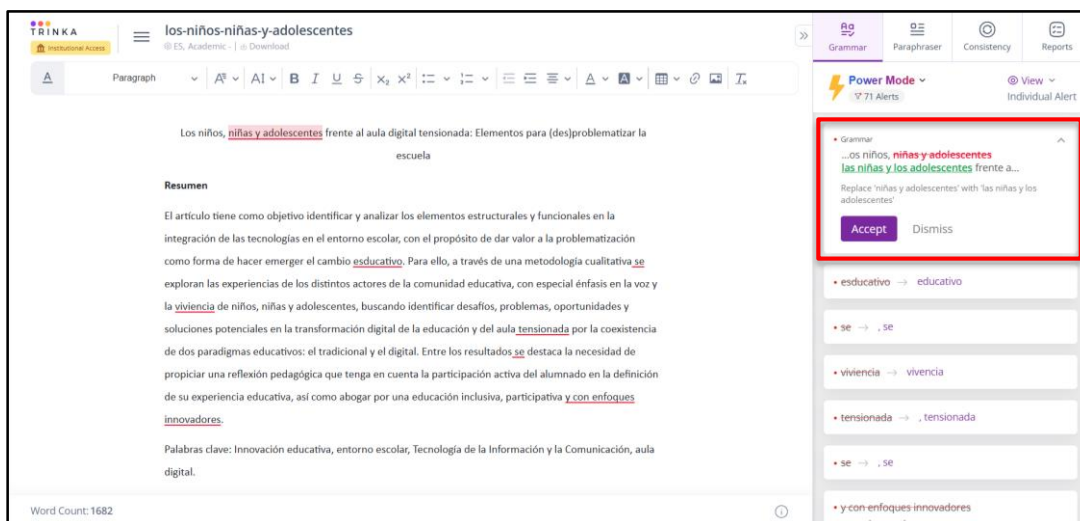 TRINKA
Institutional Access
los-niños-niñas-y-adolescentes
ES, Academic - | Download
Paragraph
Los niños, niñas y adolescentes frente al aula digital tensionada: Elementos para (des)problematizar la
escuela
Resumen
El artículo tiene como objetivo identificar y analizar los elementos estructurales y funcionales en la
integración de las tecnologías en el entorno escolar, con el propósito de dar valor a la problematización
como forma de hacer emerger el cambio esducativo. Para ello, a través de una metodología cualitativa se
exploran las experiencias de los distintos actores de la comunidad educativa, con especial énfasis en la voz y
la viviencia de niños, niñas y adolescentes, buscando identificar desafíos, problemas, oportunidades y
soluciones potenciales en la transformación digital de la educación y del aula tensionada por la coexistencia
de dos paradigmas educativos: el tradicional y el digital. Entre los resultados se destaca la necesidad de
propiciar una reflexión pedagógica que tenga en cuenta la participación activa del alumnado en la definición
de su experiencia educativa, así como abogar por una educación inclusiva, participativa y con enfoques
innovadores.
Palabras clave: Innovación educativa, entorno escolar, Tecnología de la Información y la Comunicación, aula
digital.
Word Count: 1682
Grammar
Paraphraser
Consistency
Reports
Power Mode
71 Alerts
View
Individual Alert
Grammar
...os niños, niñas y adolescentes
las niñas y los adolescentes frente a...
Replace 'niñas y adolescentes' with 'las niñas y los
adolescentes'
Accept Dismiss
esducativo → educativo
se → , se
viviencia → vivencia
tensionada → , tensionada
se → , se
y con enfoques innovadores